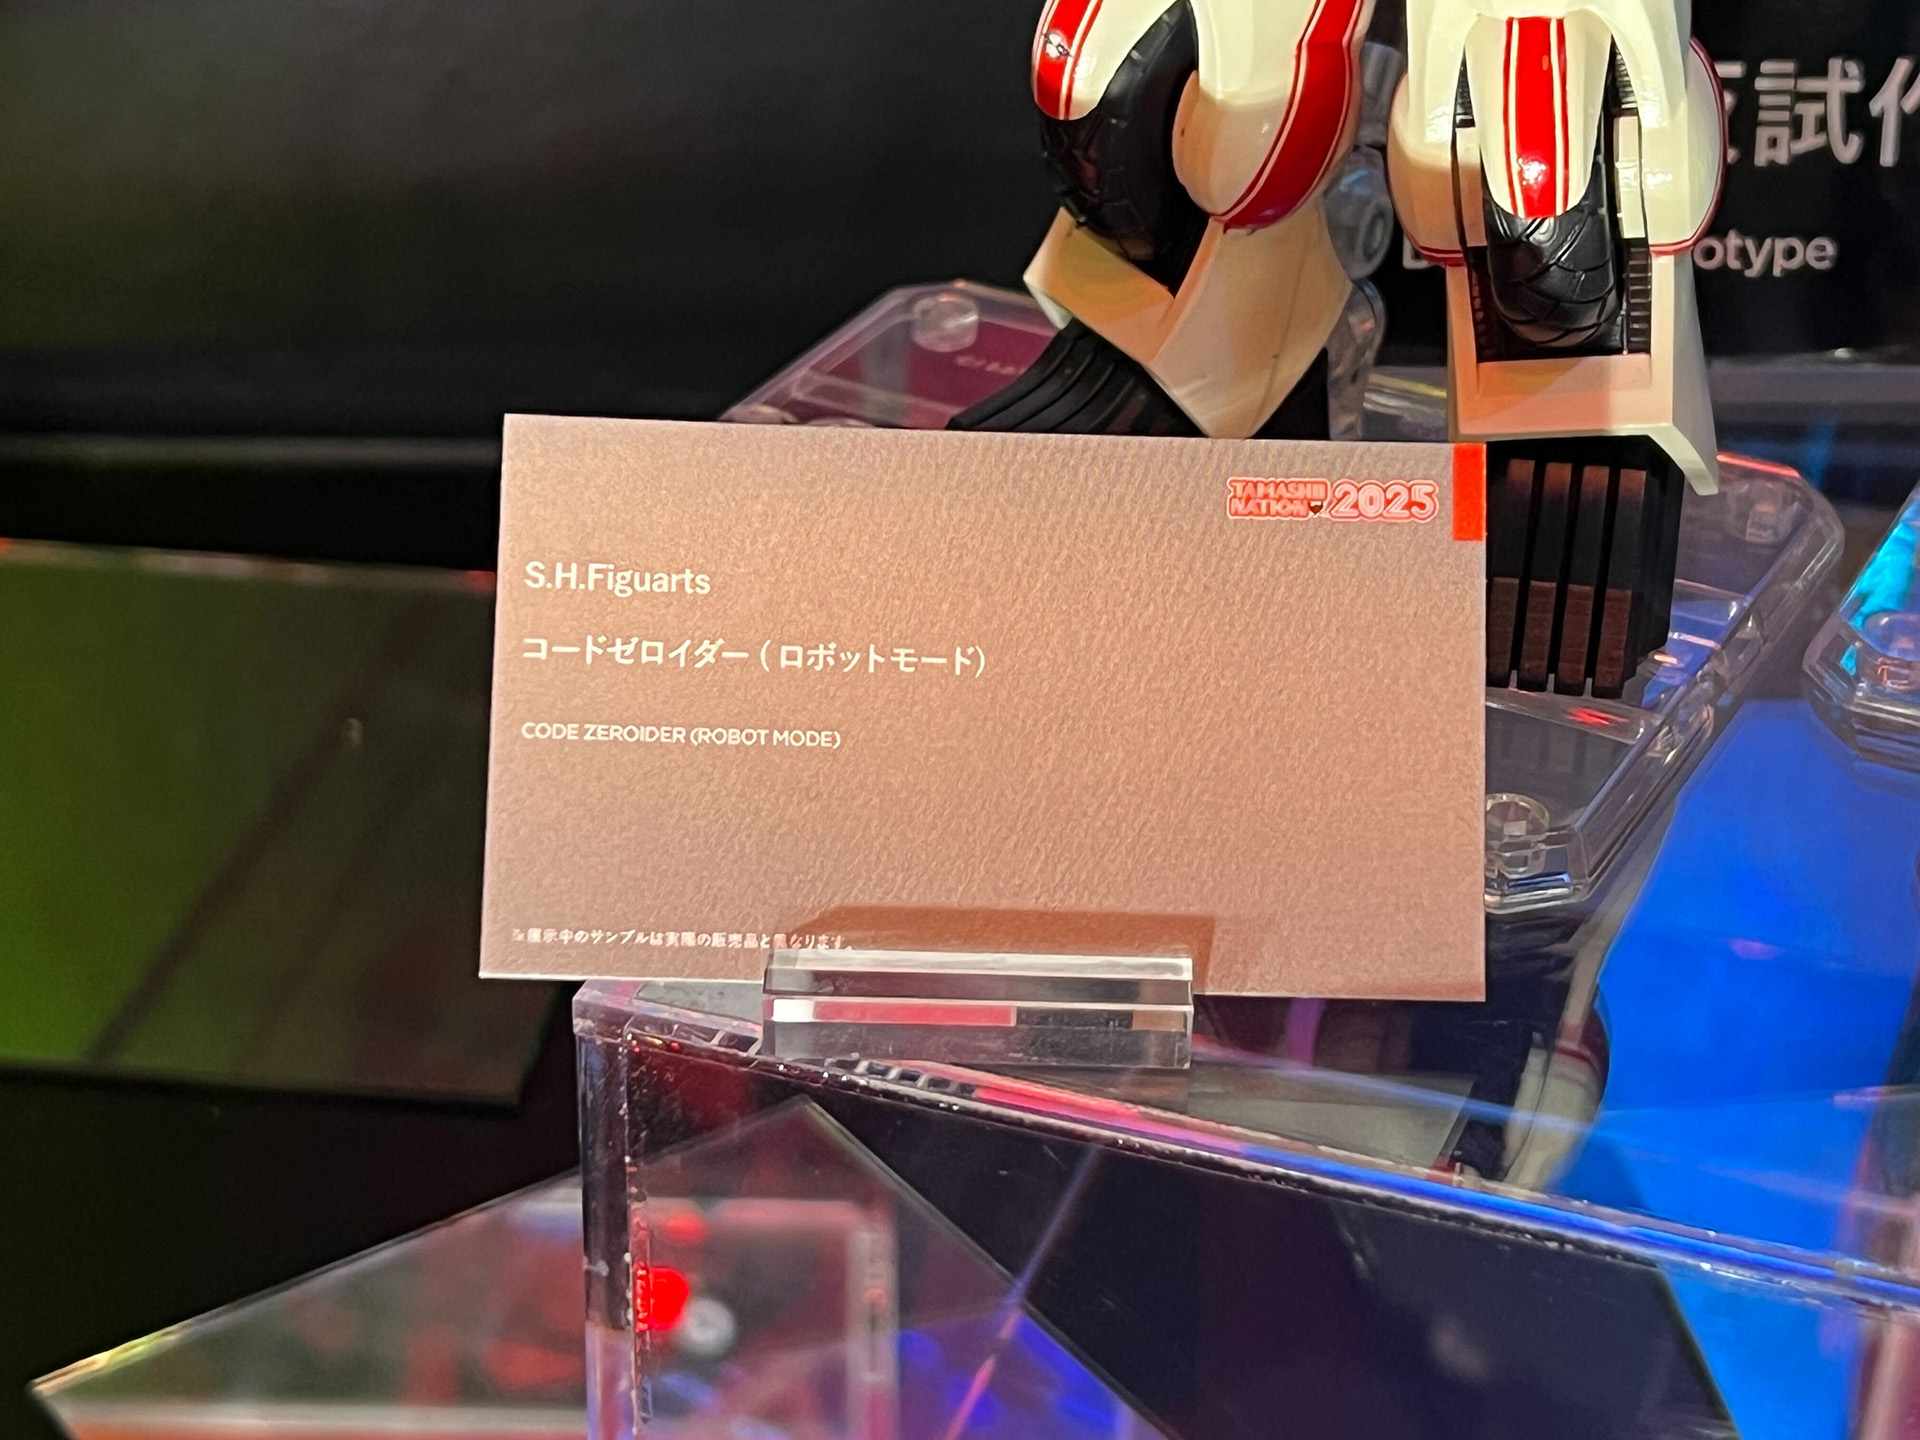 試作
otype
TAMASHII
NATION 2025
S.H.Figuarts
コードゼロイダー ( ロボットモード)
CODE ZEROIDER (ROBOT MODE)
※展示中のサンプルは実際の販売品と異なります。